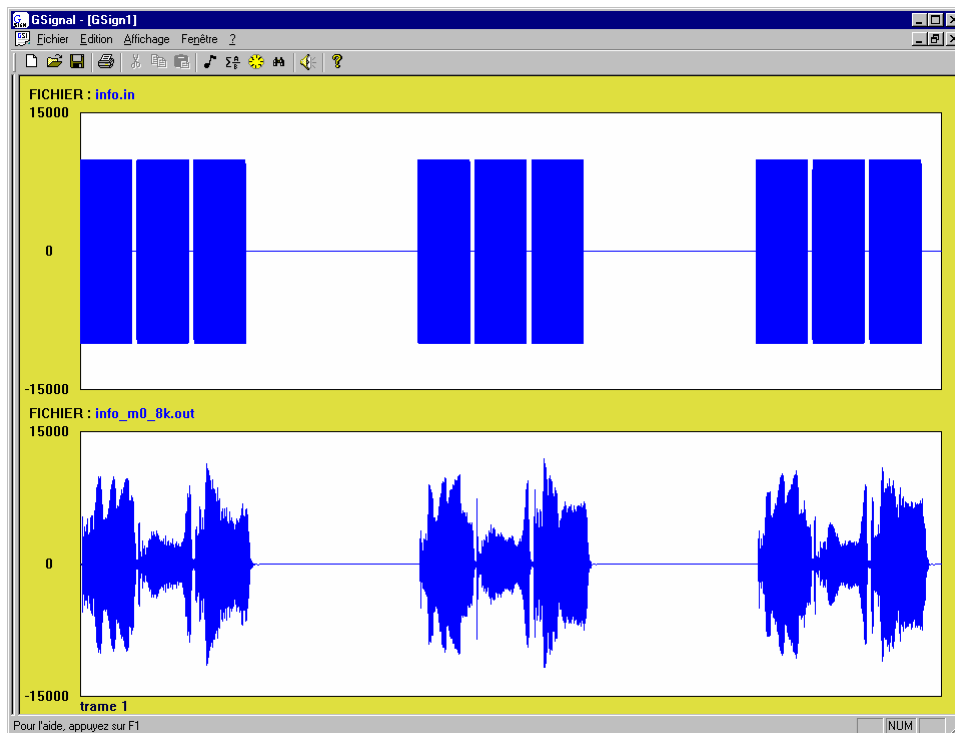 GSignal - [GSign1]
Fichier Edition Affichage Fenêtre ?
FICHIER : info.in
15000
0
-15000
FICHIER : info_m0_8k.out
15000
0
-15000
trame 1
Pour l'aide, appuyez sur F1
NUM